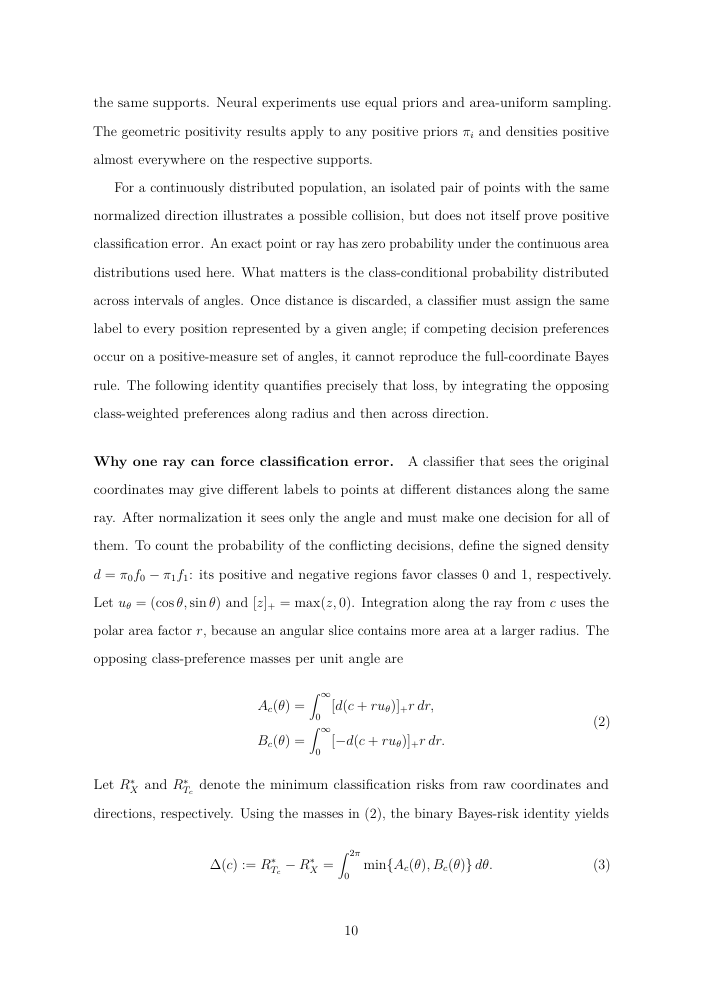 the same supports. Neural experiments use equal priors and area-uniform sampling.
The geometric positivity results apply to any positive priors πᵢ and densities positive
almost everywhere on the respective supports.
For a continuously distributed population, an isolated pair of points with the same
normalized direction illustrates a possible collision, but does not itself prove positive
classification error. An exact point or ray has zero probability under the continuous area
distributions used here. What matters is the class-conditional probability distributed
across intervals of angles. Once distance is discarded, a classifier must assign the same
label to every position represented by a given angle; if competing decision preferences
occur on a positive-measure set of angles, it cannot reproduce the full-coordinate Bayes
rule. The following identity quantifies precisely that loss, by integrating the opposing
class-weighted preferences along radius and then across direction.
Why one ray can force classification error. A classifier that sees the original
coordinates may give different labels to points at different distances along the same
ray. After normalization it sees only the angle and must make one decision for all of
them. To count the probability of the conflicting decisions, define the signed density
d = π₀f₀ − π₁f₁: its positive and negative regions favor classes 0 and 1, respectively.
Let u_θ = (cos θ, sin θ) and [z]₊ = max(z, 0). Integration along the ray from c uses the
polar area factor r, because an angular slice contains more area at a larger radius. The
opposing class-preference masses per unit angle are
A_c(θ) = ∫₀^∞ [d(c + ru_θ)]₊r dr,
B_c(θ) = ∫₀^∞ [−d(c + ru_θ)]₊r dr.
(2)
Let R*_X and R*_{T_c} denote the minimum classification risks from raw coordinates and
directions, respectively. Using the masses in (2), the binary Bayes-risk identity yields
Δ(c) := R*_{T_c} − R*_X = ∫₀^{2π} min{A_c(θ), B_c(θ)} dθ. (3)
10